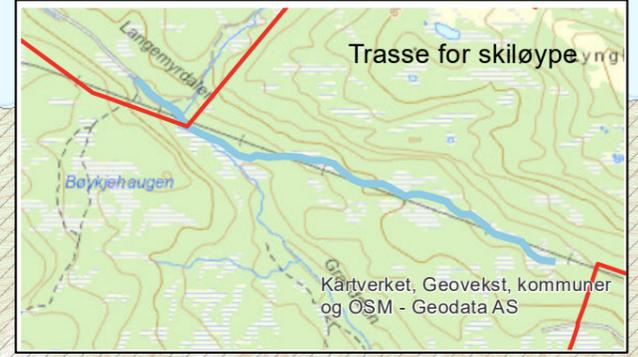 Trasse for skiløype
Langemyrdalen
Bøykjehaugen
Kartverket, Geovekst, kommuner
og OSM - Geodata AS